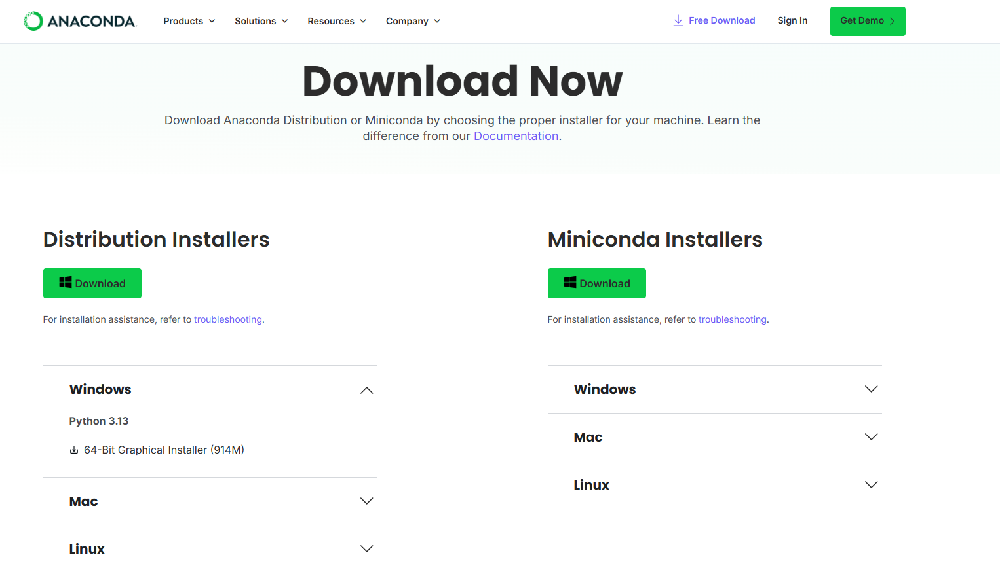 ANACONDA
Products
Solutions
Resources
Company
Free Download
Sign In
Get Demo
Download Now
Download Anaconda Distribution or Miniconda by choosing the proper installer for your machine. Learn the
difference from our Documentation.
Distribution Installers
Download
For installation assistance, refer to troubleshooting.
Windows
Python 3.13
64-Bit Graphical Installer (914M)
Mac
Linux
Miniconda Installers
Download
For installation assistance, refer to troubleshooting.
Windows
Mac
Linux